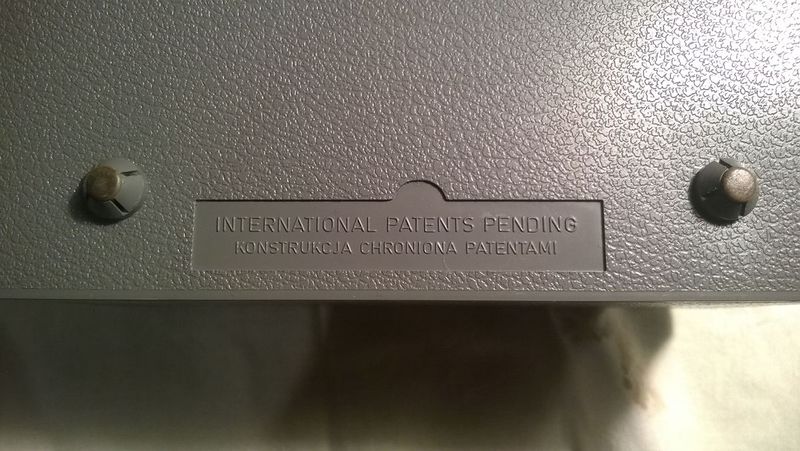 INTERNATIONAL PATENTS PENDING
KONSTRUKCJA CHRONIONA PATENTAMI